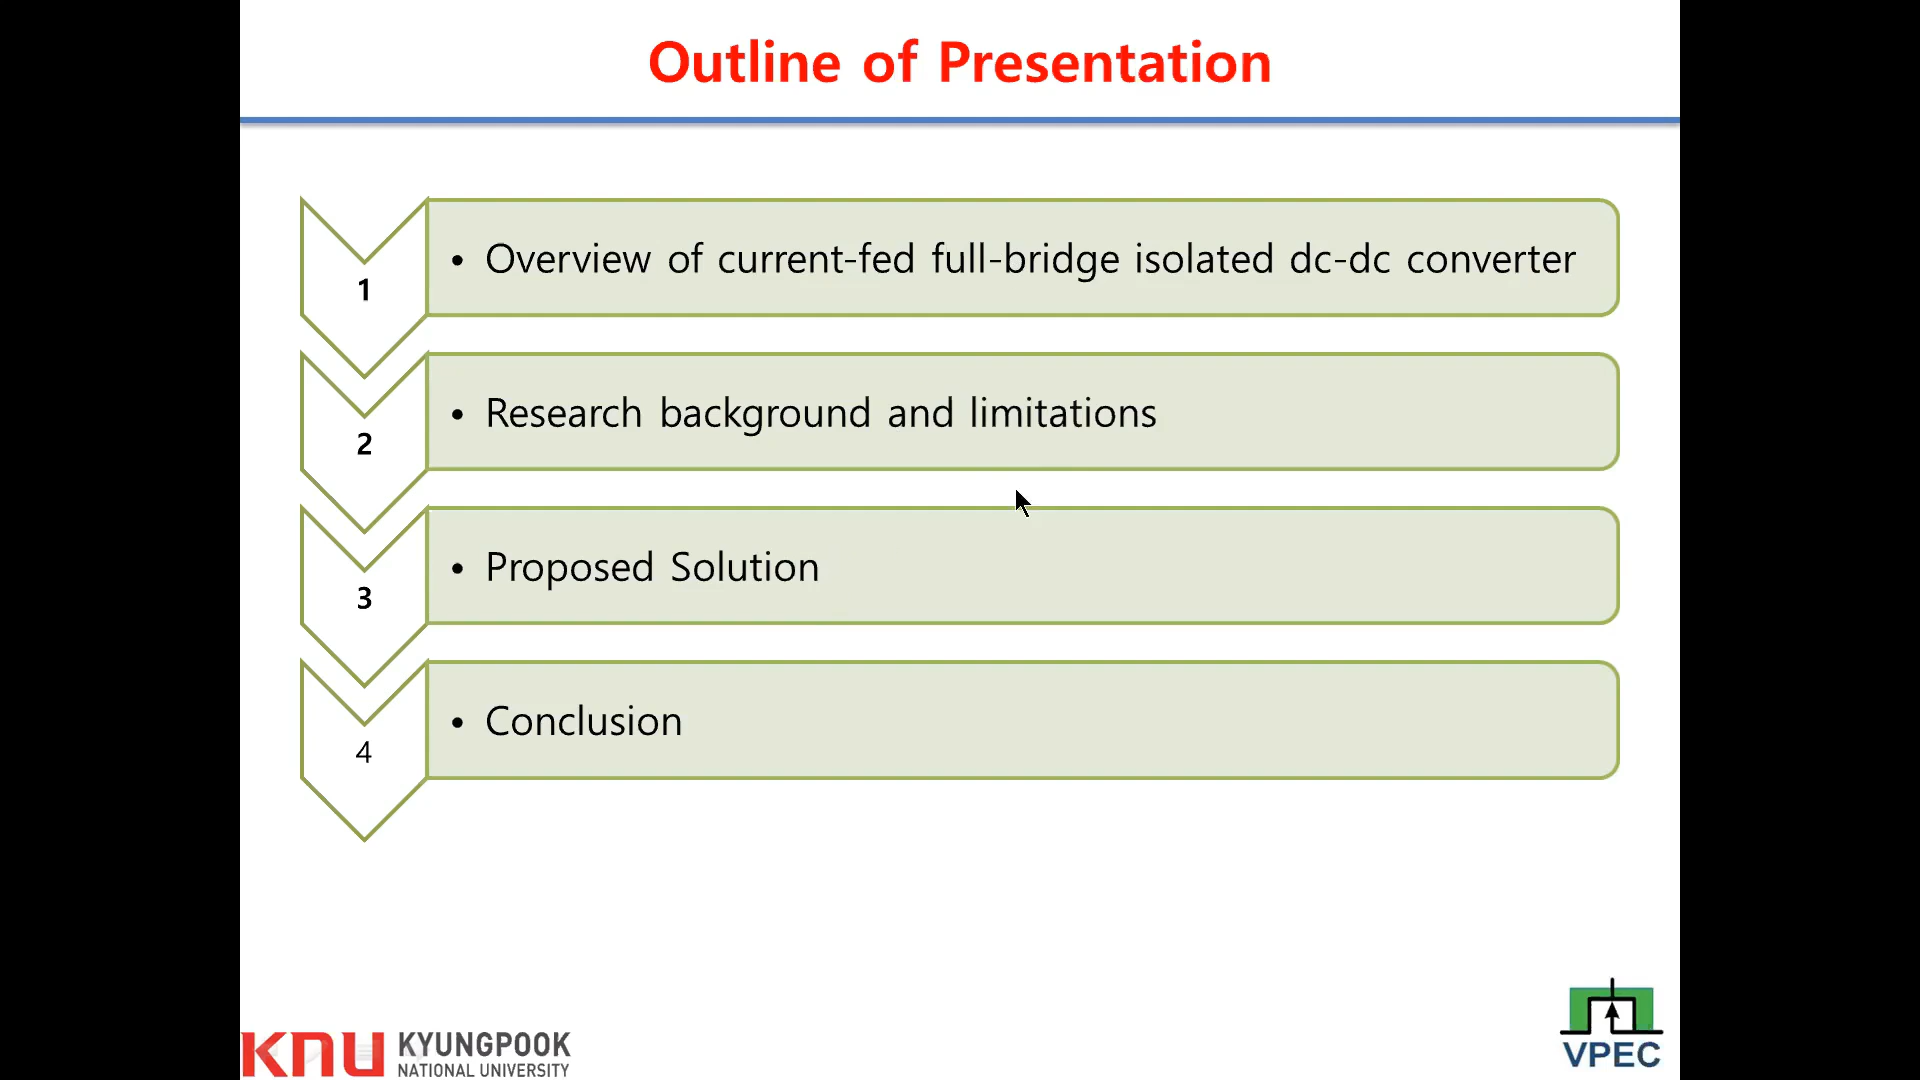 Outline of Presentation
1
• Overview of current-fed full-bridge isolated dc-dc converter
2
• Research background and limitations
3
• Proposed Solution
4
• Conclusion
KNU KYUNGPOOK
NATIONAL UNIVERSITY
VPEC